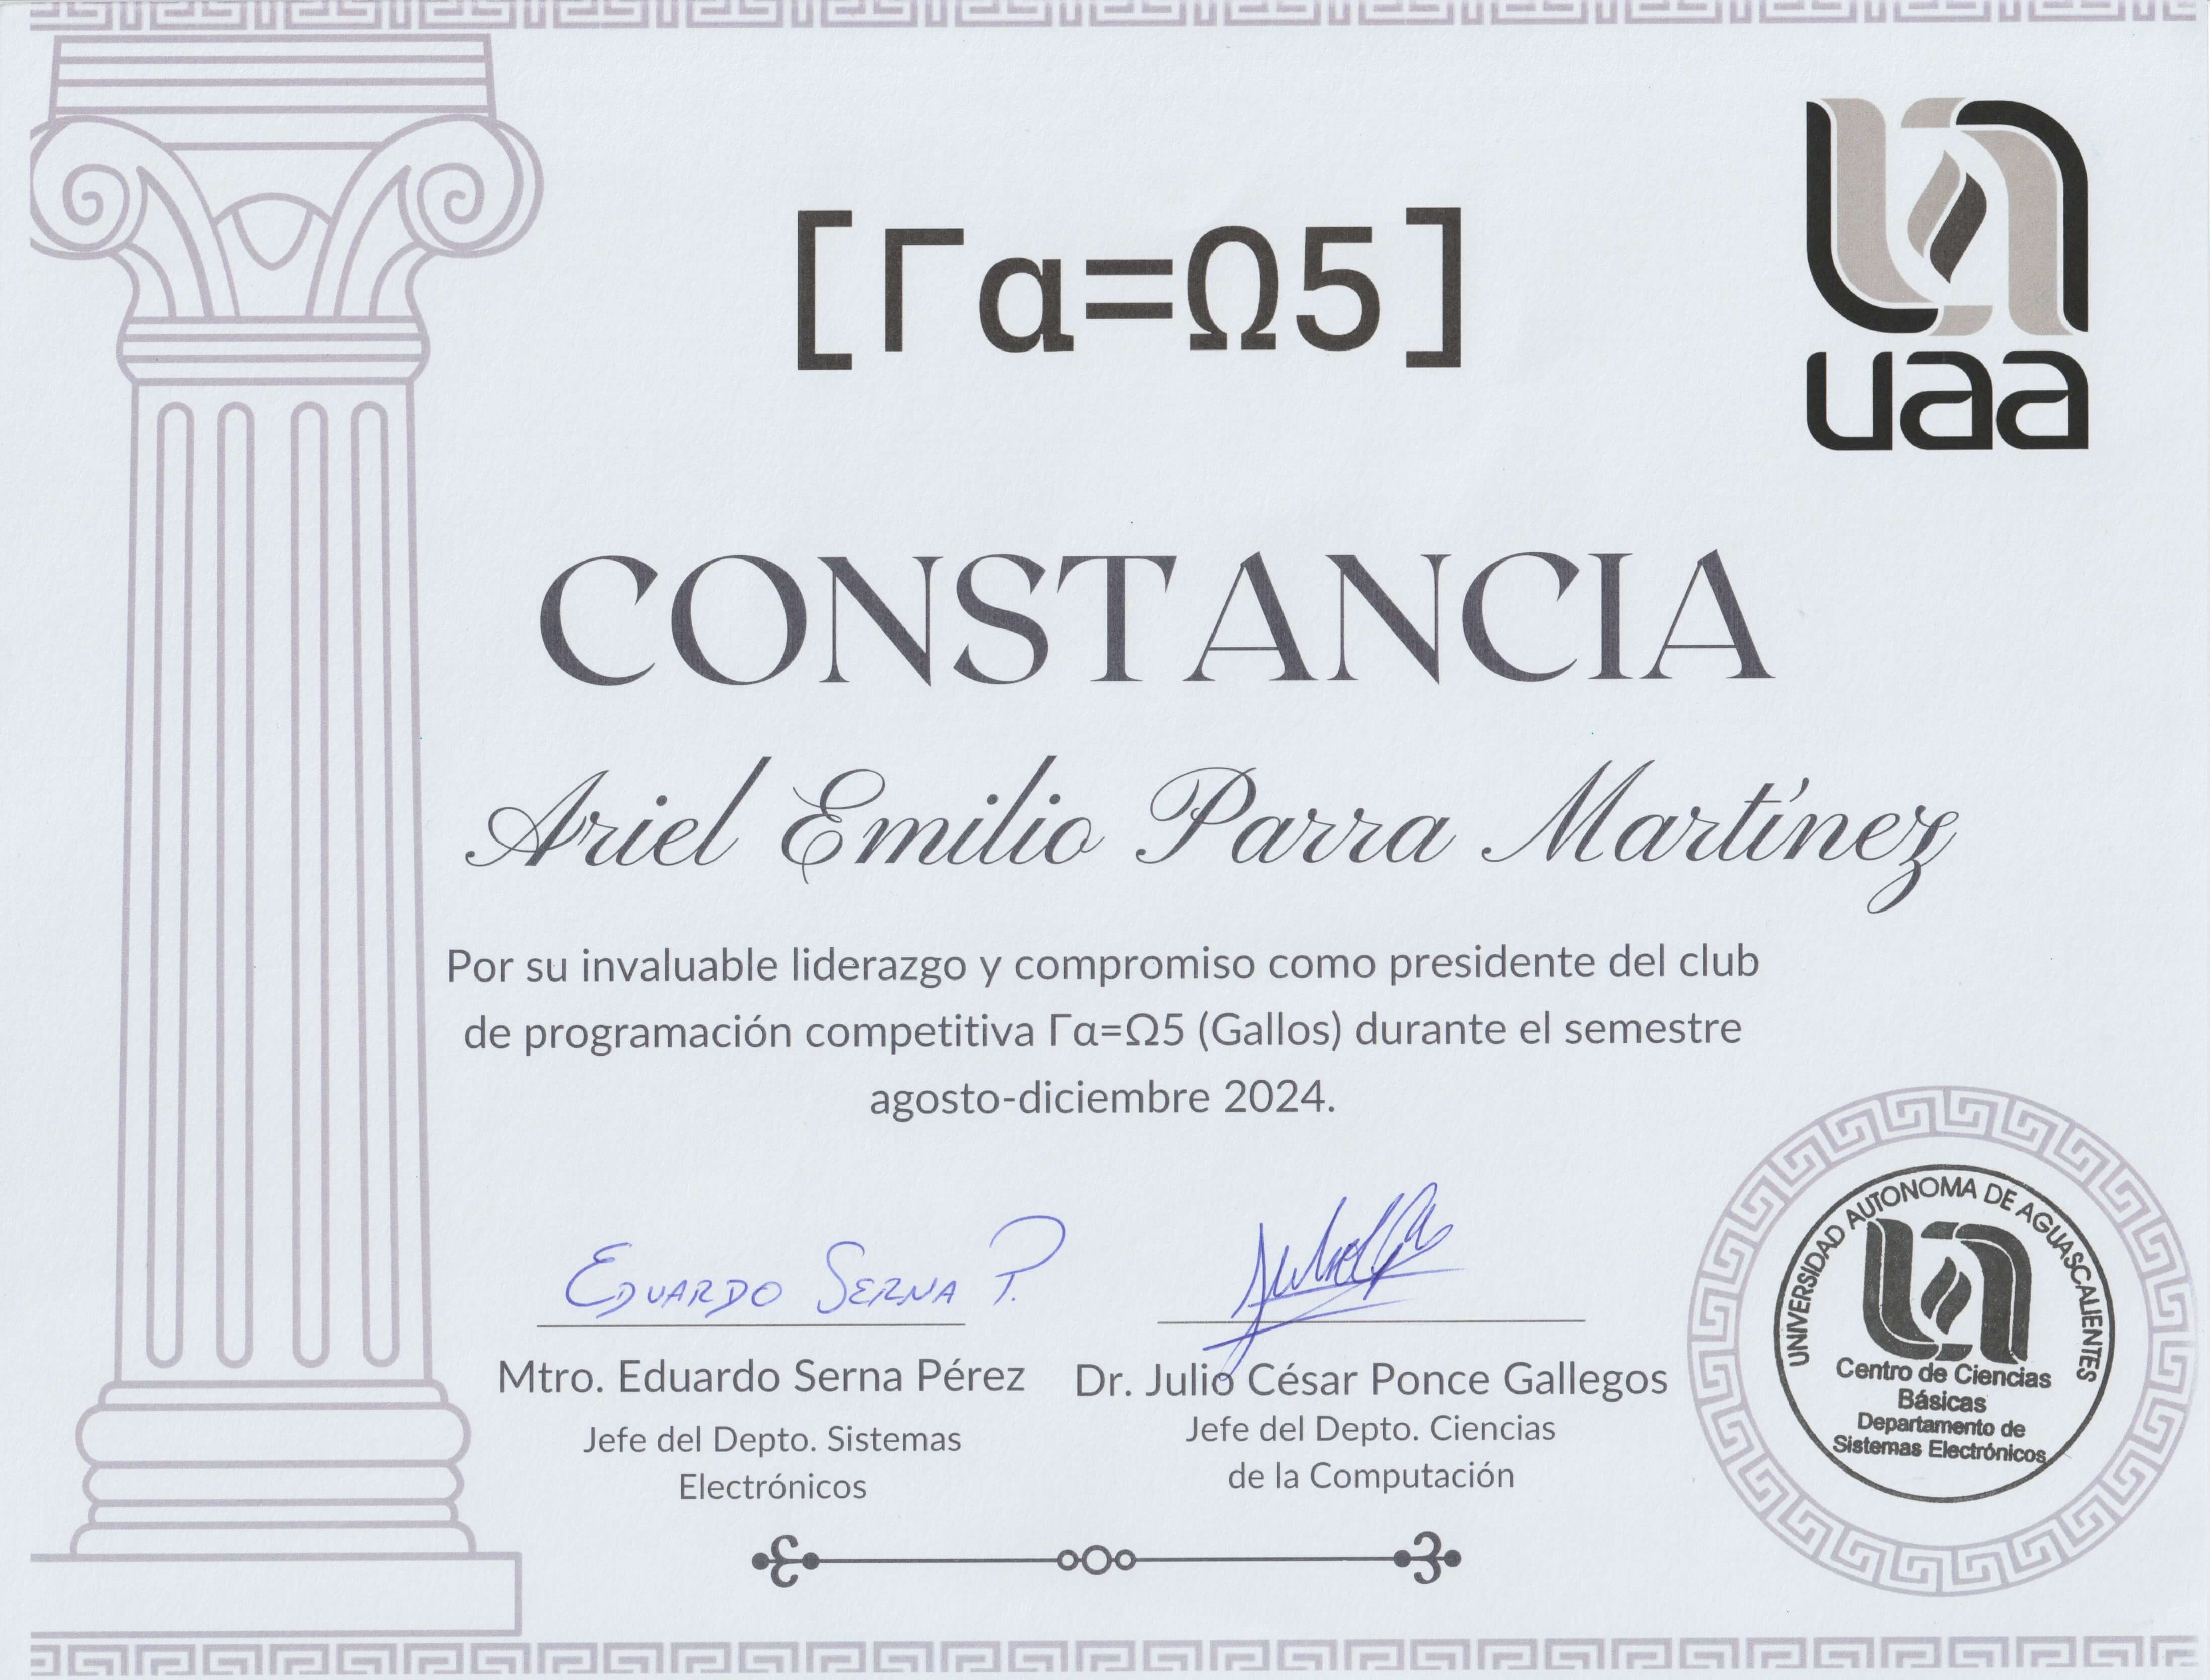 [Γα=Ω5]
uaa
CONSTANCIA
Ariel Emilio Parra Martínez
Por su invaluable liderazgo y compromiso como presidente del club
de programación competitiva Γα=Ω5 (Gallos) durante el semestre
agosto-diciembre 2024.
EDUARDO SERNA P.
Mtro. Eduardo Serna Pérez
Jefe del Depto. Sistemas
Electrónicos
Dr. Julio César Ponce Gallegos
Jefe del Depto. Ciencias
de la Computación
UNIVERSIDAD AUTONOMA DE AGUASCALIENTES
Centro de Ciencias
Básicas
Departamento de
Sistemas Electrónicos